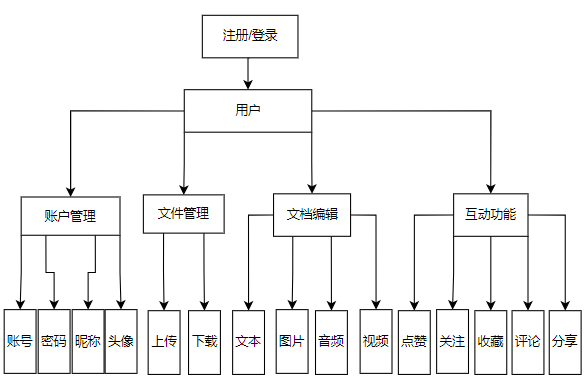 注册/登录
用户
账户管理
文件管理
文档编辑
互动功能
账号
密码
昵称
头像
上传
下载
文本
图片
音频
视频
点赞
关注
收藏
评论
分享